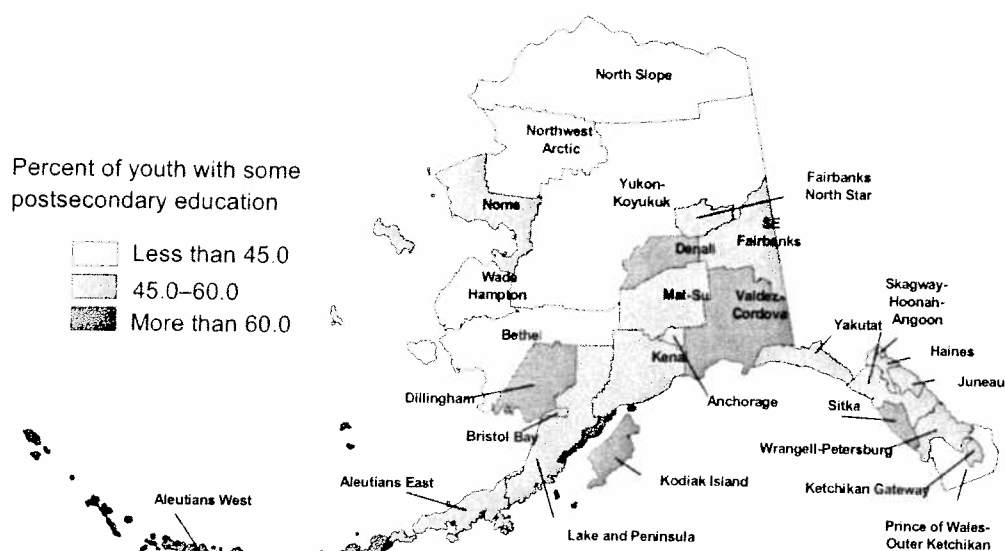 North Slope
Northwest
Arctic
Percent of youth with some
postsecondary education
Less than 45.0
45.0–60.0
More than 60.0
Yukon-
Koyukuk
Fairbanks
North Star
Nome
Denali
SE
Fairbanks
Wade
Hampton
Mat-Su
Valdez-
Cordova
Skagway-
Hoonah-
Angoon
Yakutat
Bethel
Kenai
Haines
Juneau
Dillingham
Anchorage
Sitka
Bristol Bay
Wrangell-Petersburg
Aleutians East
Kodiak Island
Ketchikan Gateway
Aleutians West
Lake and Peninsula
Prince of Wales-
Outer Ketchikan